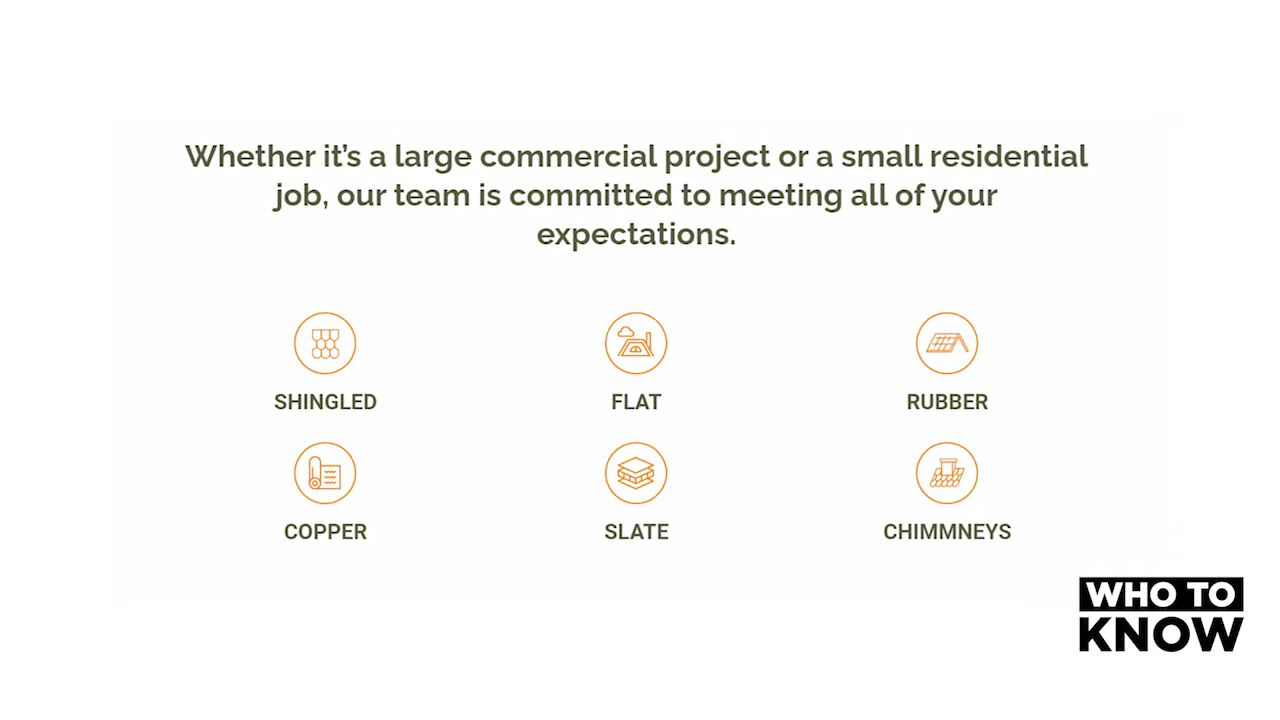 Whether it's a large commercial project or a small residential
job, our team is committed to meeting all of your
expectations.
SHINGLED
FLAT
RUBBER
COPPER
SLATE
CHIMMNEYS
WHO TO
KNOW